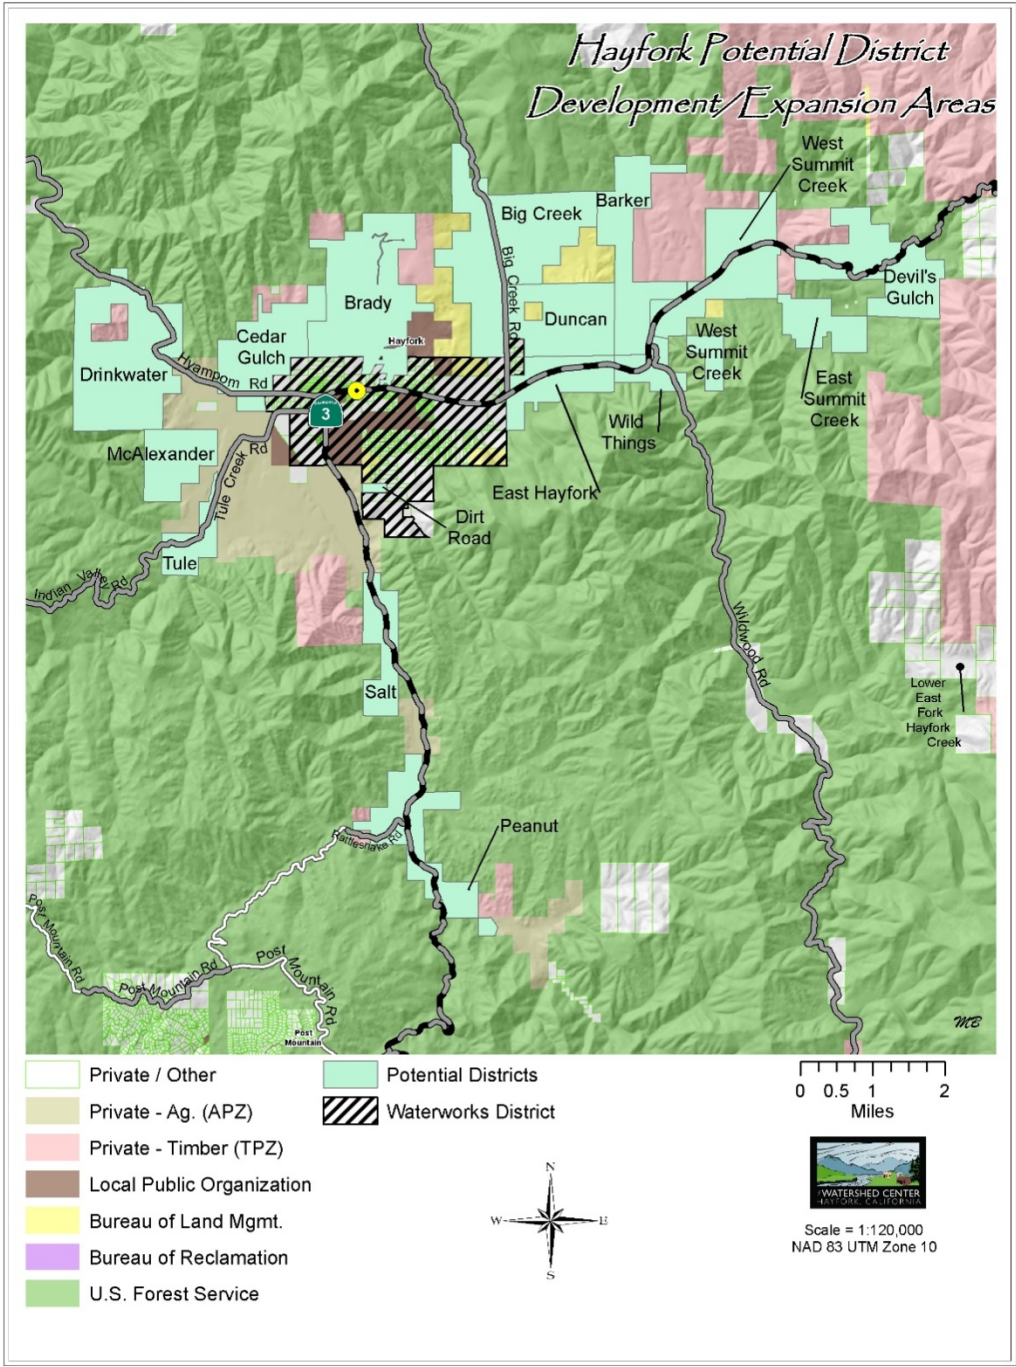 Hayfork Potential District
Development/Expansion Areas
West
Summit
Creek
Barker
Big Creek
Big Creek Rd
Devil's
Gulch
Brady
Duncan
Cedar
Gulch
Hayfork
West
Summit
Creek
Drinkwater
Hyampom Rd
East
Summit
Creek
3
Wild
Things
McAlexander
Tule Creek Rd
East Hayfork
Dirt
Road
Tule
Indian Valley Rd
Wildwood Rd
Salt
Lower
East
Fork
Hayfork
Creek
Peanut
Rattlesnake Rd
Post Mountain Rd
Post Mountain Rd
Post Mountain Rd
Post
Mountain
MB
Private / Other
Private - Ag. (APZ)
Private - Timber (TPZ)
Local Public Organization
Bureau of Land Mgmt.
Bureau of Reclamation
U.S. Forest Service
Potential Districts
Waterworks District
N
W E
S
0 0.5 1 2
Miles
WATERSHED CENTER
HAYFORK, CALIFORNIA
Scale = 1:120,000
NAD 83 UTM Zone 10